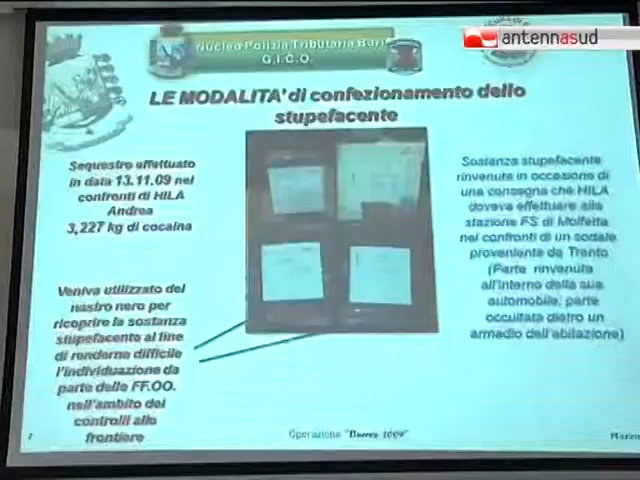 antennasud
Nucleo Polizia Tributaria Bari
G.I.C.O.
LE MODALITA' di confezionamento dello
stupefacente
Sequestro effettuato
in data 13.11.09 nei
confronti di HILA
Andrea
3,227 kg di cocaina
Veniva utilizzato del
nastro nero per
ricoprire la sostanza
stupefacente al fine
di renderne difficile
l'individuazione da
parte delle FF.OO.
nell'ambito dei
controlli alle
frontiere
Sostanza stupefacente
rinvenuta in occasione di
una consegna che HILA
doveva effettuare alla
stazione FS di Molfetta
nei confronti di un sodale
proveniente da Trento
(Parte rinvenuta
all'interno della sua
automobile, parte
occultata dietro un
armadio dell'abitazione)
7
Operazione "Durres 2009"
Marzo